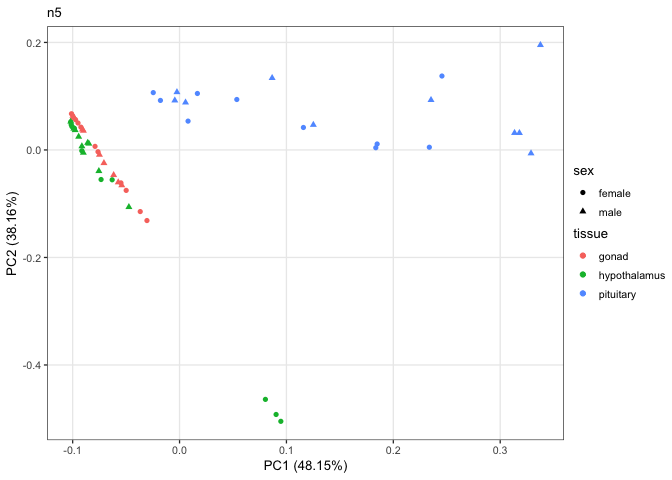 n5
0.2
0.0
-0.2
-0.4
PC2 (38.16%)
-0.1
0.0
0.1
0.2
0.3
PC1 (48.15%)
sex
female
male
tissue
gonad
hypothalamus
pituitary